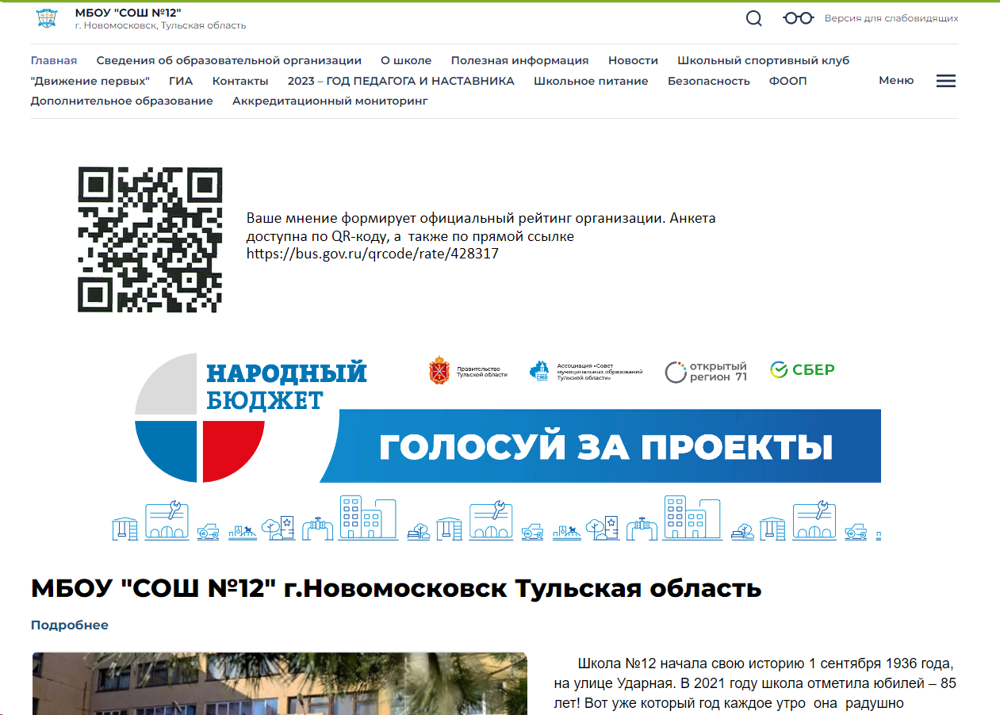 МБОУ "СОШ №12"
г. Новомосковск, Тульская область
Версия для слабовидящих
Главная Сведения об образовательной организации О школе Полезная информация Новости Школьный спортивный клуб
"Движение первых" ГИА Контакты 2023 – ГОД ПЕДАГОГА И НАСТАВНИКА Школьное питание Безопасность ФООП
Дополнительное образование Аккредитационный мониторинг
Меню
Ваше мнение формирует официальный рейтинг организации. Анкета
доступна по QR-коду, а также по прямой ссылке
https://bus.gov.ru/qrcode/rate/428317
НАРОДНЫЙ
БЮДЖЕТ
Правительство
Тульской области
СМО
Ассоциация «Совет
муниципальных образований
Тульской области»
открытый
регион 71
СБЕР
ГОЛОСУЙ ЗА ПРОЕКТЫ
МБОУ "СОШ №12" г.Новомосковск Тульская область
Подробнее
Школа №12 начала свою историю 1 сентября 1936 года,
на улице Ударная. В 2021 году школа отметила юбилей – 85
лет! Вот уже который год каждое утро она радушно